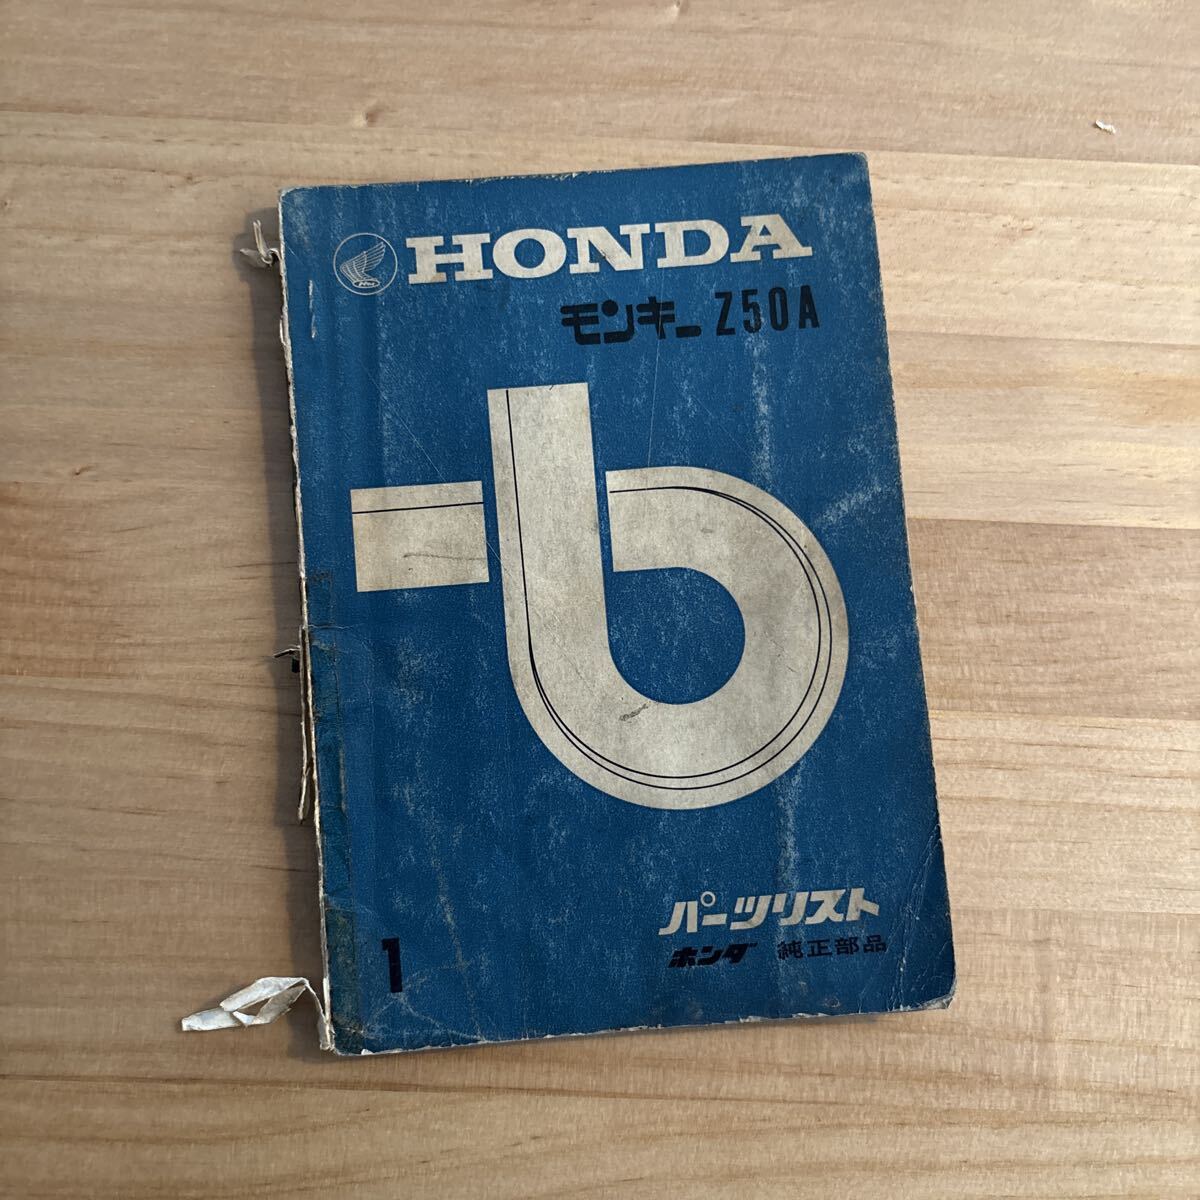 HONDA
モンキー Z50A
パーツリスト
ホンダ 純正部品
1